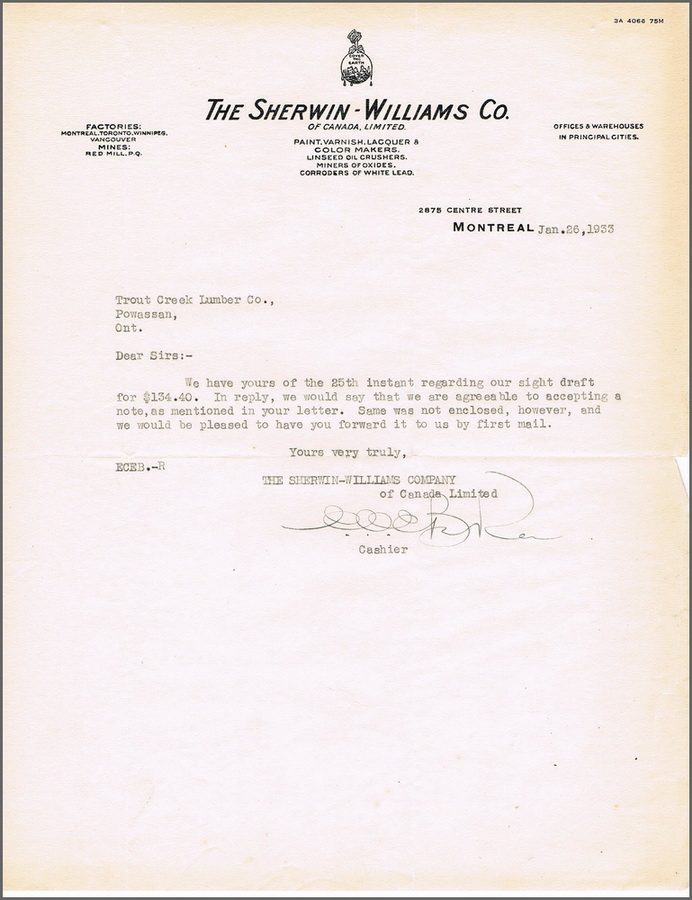 3A 4066 75M
COVER
THE
EARTH
THE SHERWIN-WILLIAMS CO.
OF CANADA, LIMITED.
FACTORIES:
MONTREAL, TORONTO, WINNIPEG,
VANCOUVER
MINES:
RED MILL, P.Q.
PAINT, VARNISH, LACQUER &
COLOR MAKERS.
LINSEED OIL CRUSHERS.
MINERS OF OXIDES.
CORRODERS OF WHITE LEAD.
OFFICES & WAREHOUSES
IN PRINCIPAL CITIES.
2875 CENTRE STREET
MONTREAL Jan.26,1933
Trout Creek Lumber Co.,
Powassan,
Ont.
Dear Sirs:-
We have yours of the 25th instant regarding our sight draft
for $134.40. In reply, we would say that we are agreeable to accepting a
note,as mentioned in your letter. Same was not enclosed, however, and
we would be pleased to have you forward it to us by first mail.
Yours very truly,
ECEB.-R
THE SHERWIN-WILLIAMS COMPANY
of Canada Limited
Cashier